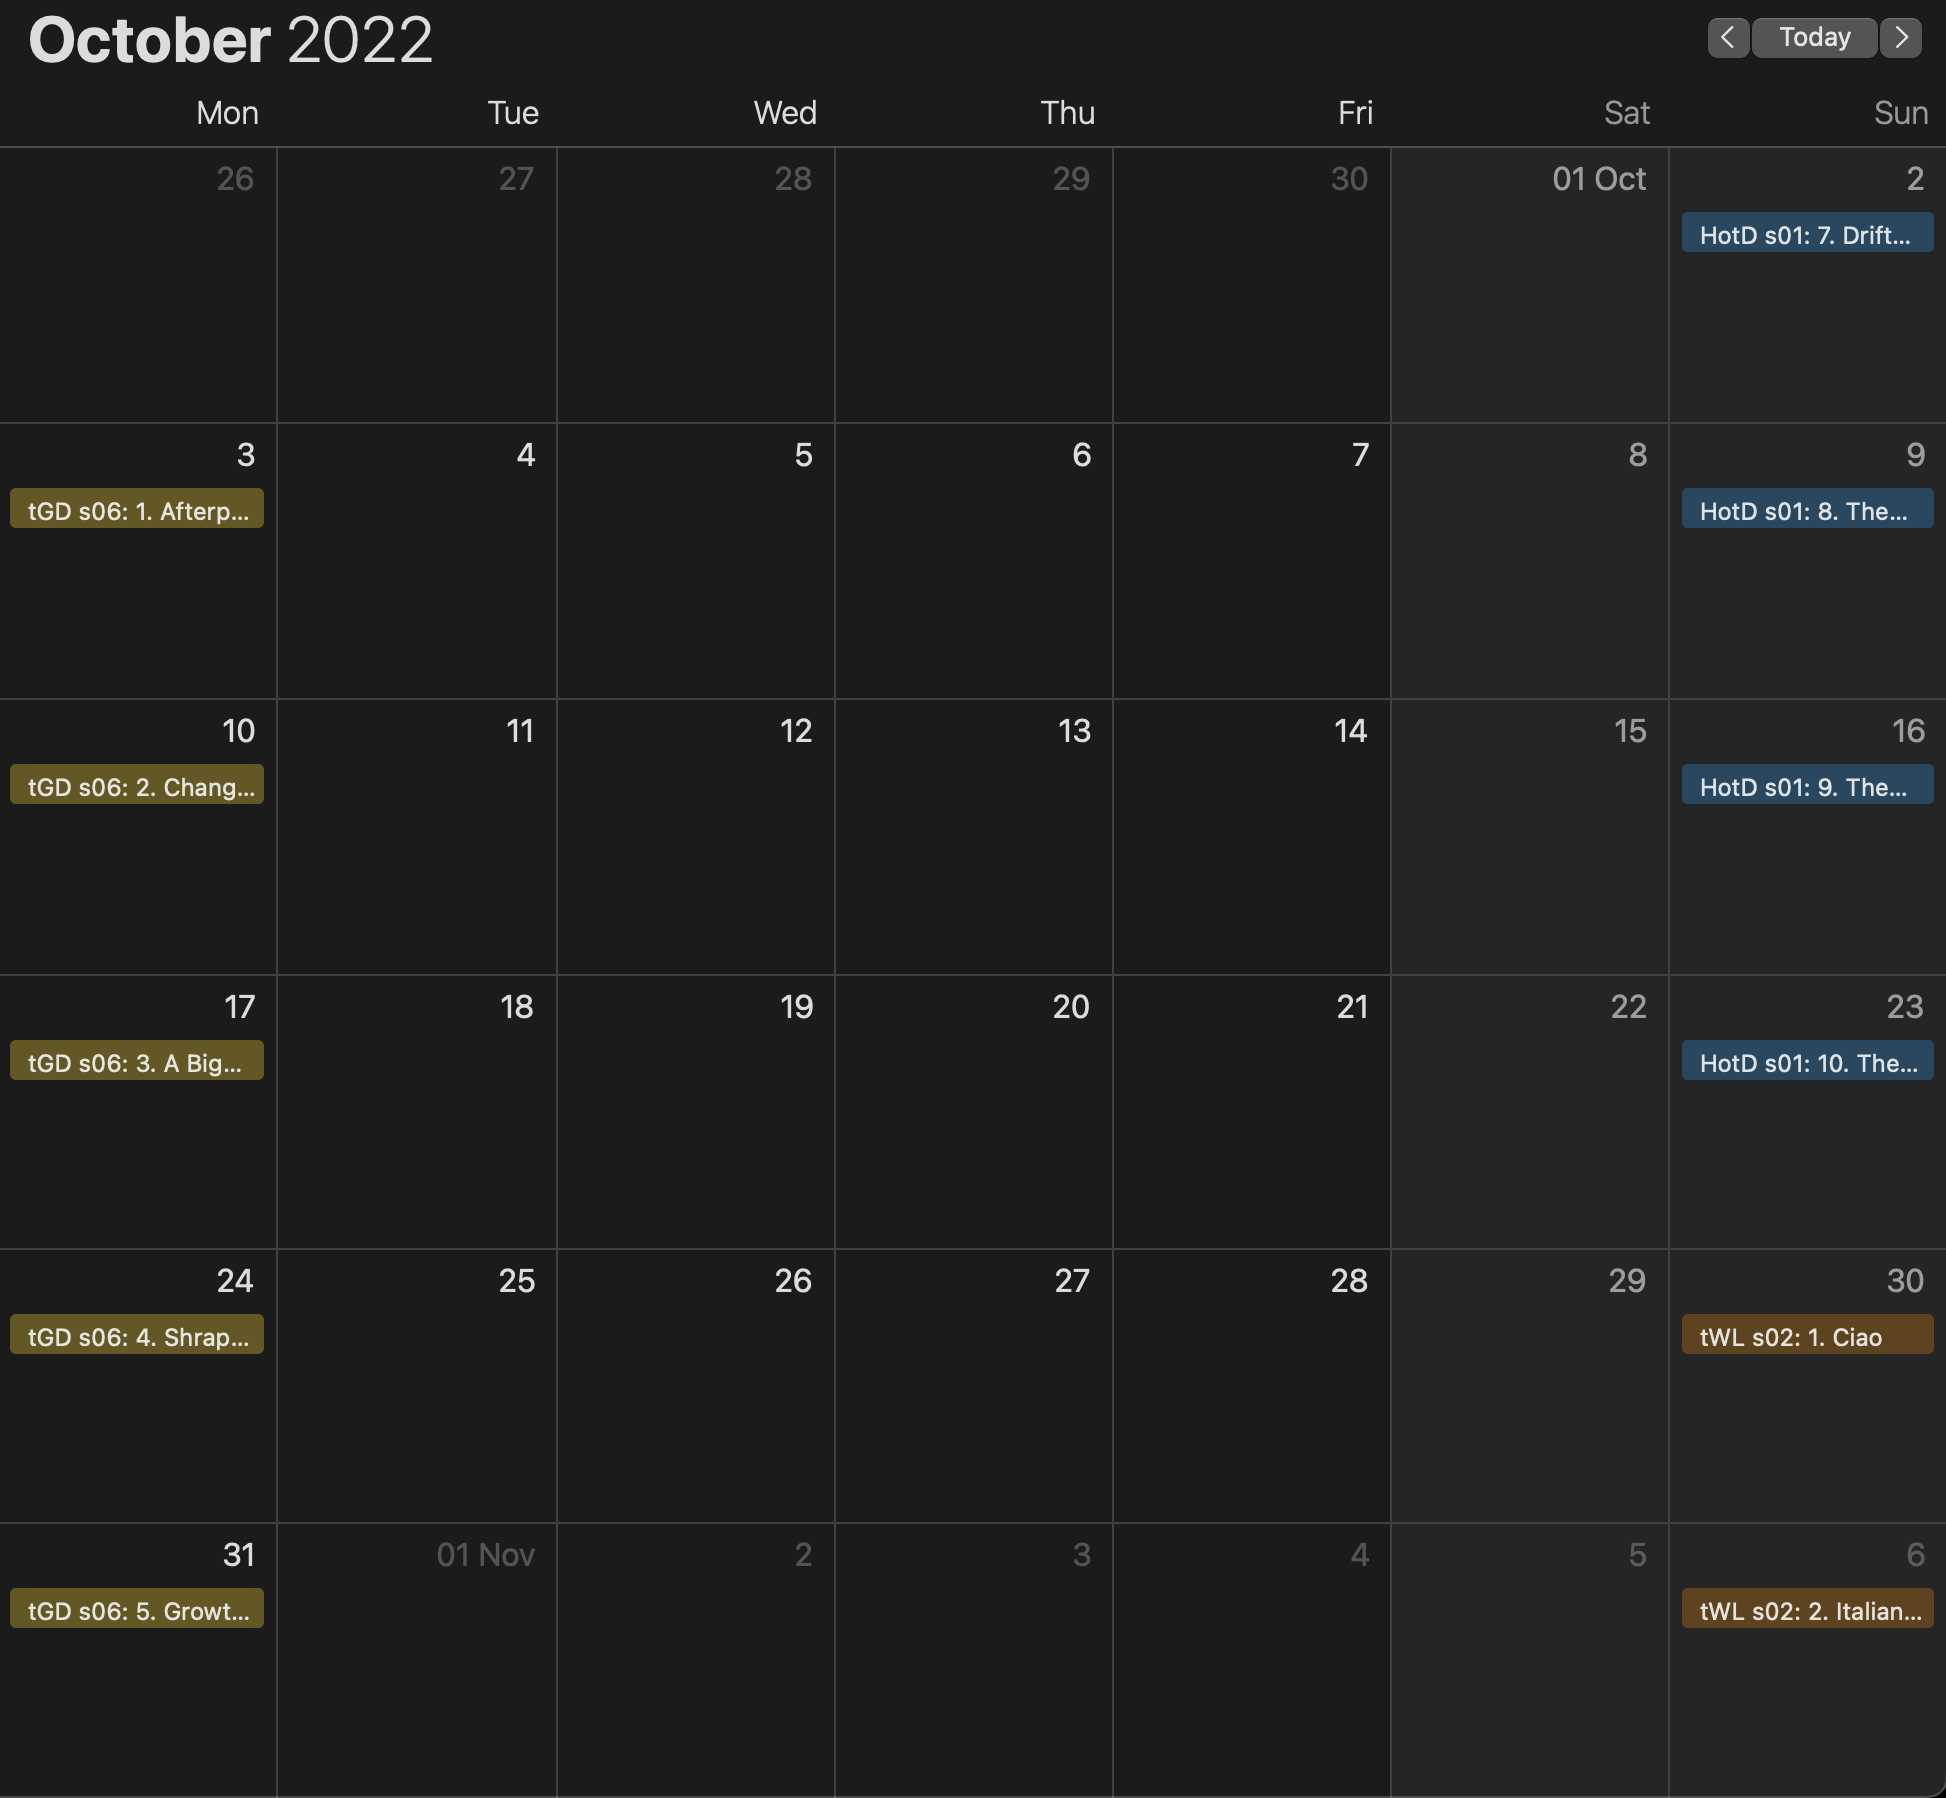 October 2022
Today
Mon Tue Wed Thu Fri Sat Sun
26 27 28 29 30 01 Oct 2
HotD s01: 7. Drift...
3 4 5 6 7 8 9
tGD s06: 1. Afterp... HotD s01: 8. The...
10 11 12 13 14 15 16
tGD s06: 2. Chang... HotD s01: 9. The...
17 18 19 20 21 22 23
tGD s06: 3. A Big... HotD s01: 10. The...
24 25 26 27 28 29 30
tGD s06: 4. Shrap... tWL s02: 1. Ciao
31 01 Nov 2 3 4 5 6
tGD s06: 5. Growt... tWL s02: 2. Italian...